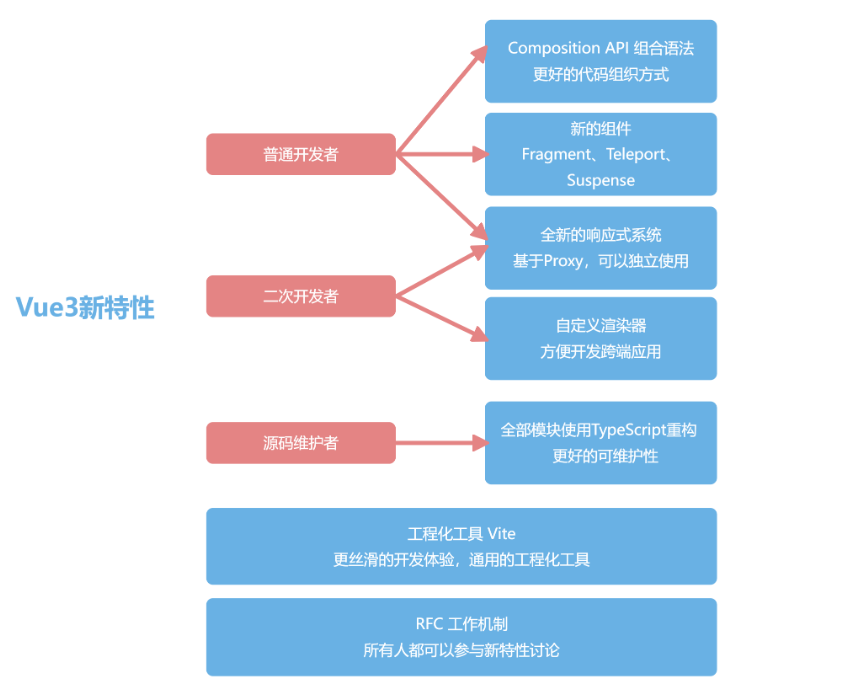 Composition API 组合语法
更好的代码组织方式
新的组件
Fragment、Teleport、
Suspense
普通开发者
全新的响应式系统
基于Proxy，可以独立使用
二次开发者
Vue3新特性
自定义渲染器
方便开发跨端应用
源码维护者
全部模块使用TypeScript重构
更好的可维护性
工程化工具 Vite
更丝滑的开发体验，通用的工程化工具
RFC 工作机制
所有人都可以参与新特性讨论